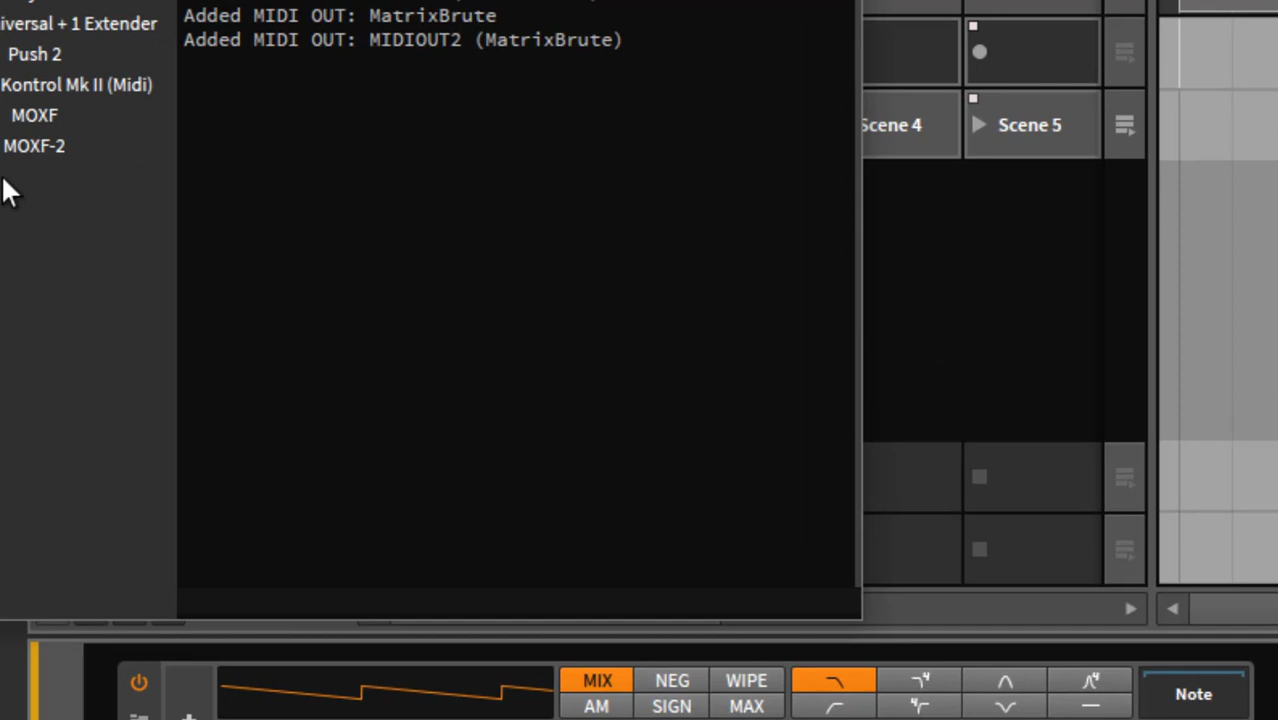 Added MIDI OUT: MatrixBrute
Added MIDI OUT: MIDIOUT2 (MatrixBrute)
iversal + 1 Extender
Push 2
Kontrol Mk II (Midi)
MOXF
MOXF-2
Scene 4
Scene 5
MIX NEG WIPE
AM SIGN MAX
Note